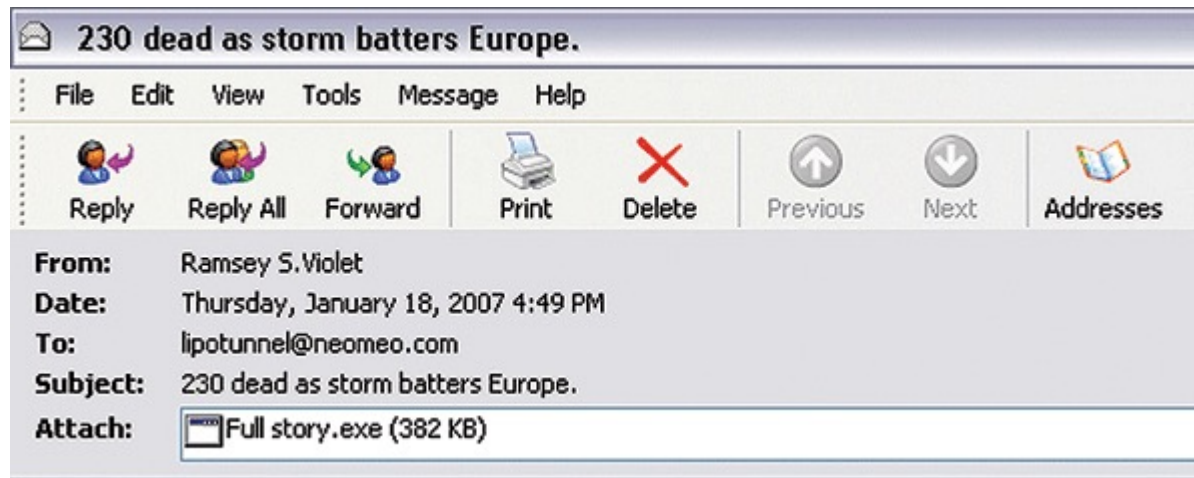 230 dead as storm batters Europe.
File Edit View Tools Message Help
Reply Reply All Forward Print Delete Previous Next Addresses
From: Ramsey S.Violet
Date: Thursday, January 18, 2007 4:49 PM
To: lipotunnel@neomeo.com
Subject: 230 dead as storm batters Europe.
Attach: Full story.exe (382 KB)